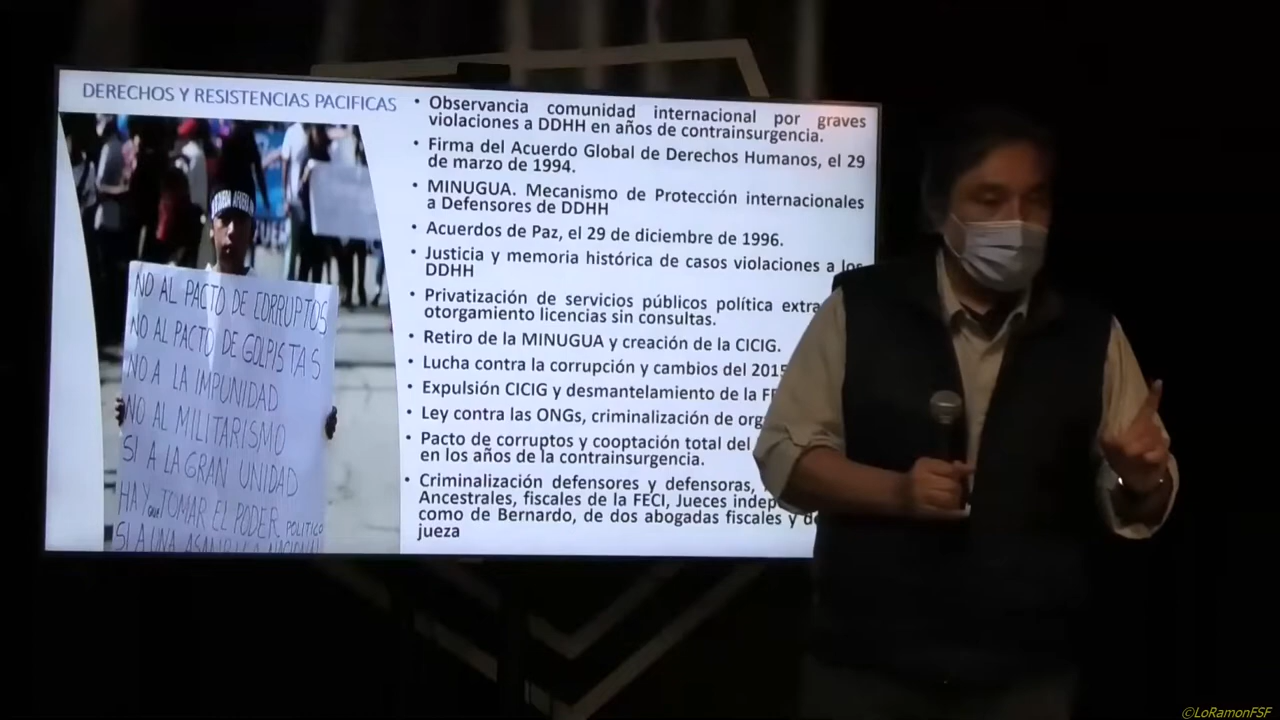 DERECHOS Y RESISTENCIAS PACIFICAS
• Observancia comunidad internacional por graves
violaciones a DDHH en años de contrainsurgencia.
• Firma del Acuerdo Global de Derechos Humanos, el 29
de marzo de 1994.
• MINUGUA. Mecanismo de Protección internacionales
a Defensores de DDHH
• Acuerdos de Paz, el 29 de diciembre de 1996.
• Justicia y memoria histórica de casos violaciones a los
DDHH
• Privatización de servicios públicos política
otorgamiento licencias sin consultas.
• Retiro de la MINUGUA y creación de la CICIG.
• Lucha contra la corrupción y cambios del 2015
• Expulsión CICIG y desmantelamiento de la
• Ley contra las ONGs, criminalización de
• Pacto de corruptos y cooptación total del
en los años de la contrainsurgencia.
• Criminalización defensores y defensoras,
Ancestrales, fiscales de la FECI, Jueces
como de Bernardo, de dos abogadas fiscales y
jueza
NO AL PACTO DE CORRUPTOS
NO AL PACTO DE GOLPISTAS
NO A LA IMPUNIDAD
NO AL MILITARISMO
SI A LA GRAN UNIDAD
HAY QUE TOMAR EL PODER POLITICO
SI A UNA ASAMBLEA NACIONAL
©LoRamonFSF